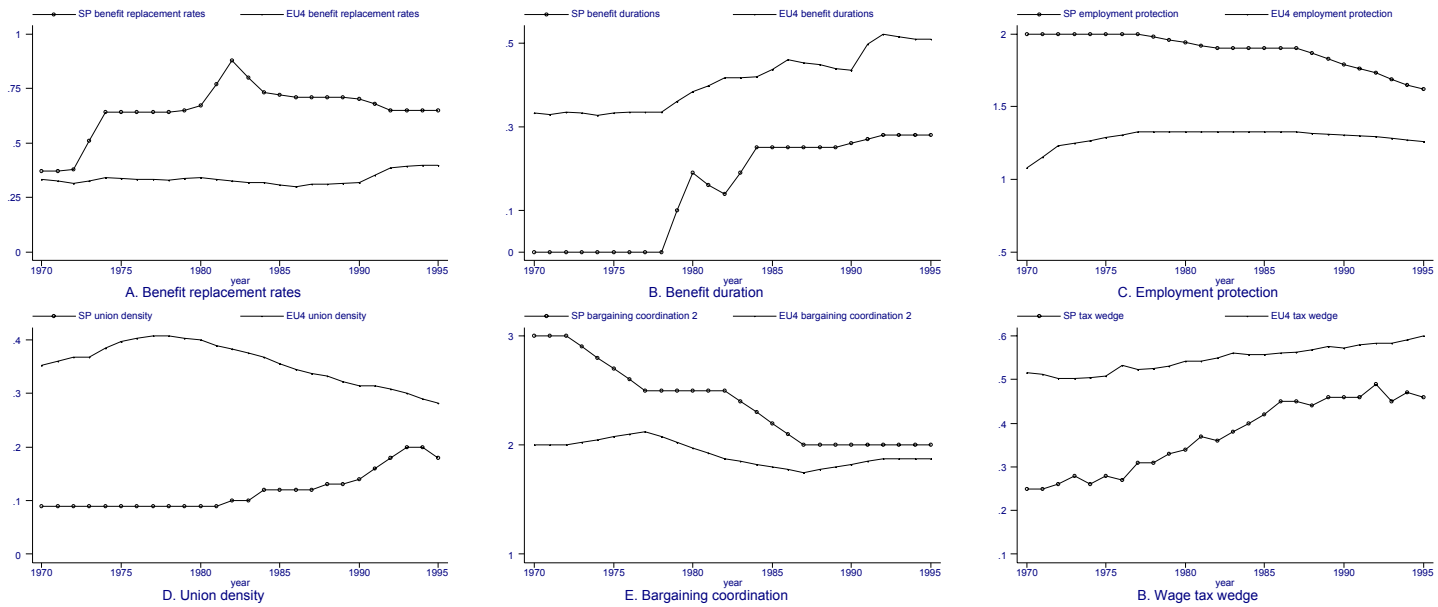 SP benefit replacement rates EU4 benefit replacement rates
1
.75
.5
.25
0
1970 1975 1980 1985 1990 1995
year
A. Benefit replacement rates
SP benefit durations EU4 benefit durations
.5
.3
.1
0
1970 1975 1980 1985 1990 1995
year
B. Benefit duration
SP employment protection EU4 employment protection
2
1.5
1
.5
1970 1975 1980 1985 1990 1995
year
C. Employment protection
SP union density EU4 union density
.4
.3
.2
.1
0
1970 1975 1980 1985 1990 1995
year
D. Union density
SP bargaining coordination 2 EU4 bargaining coordination 2
3
2
1
1970 1975 1980 1985 1990 1995
year
E. Bargaining coordination
SP tax wedge EU4 tax wedge
.6
.5
.4
.3
.2
.1
1970 1975 1980 1985 1990 1995
year
B. Wage tax wedge